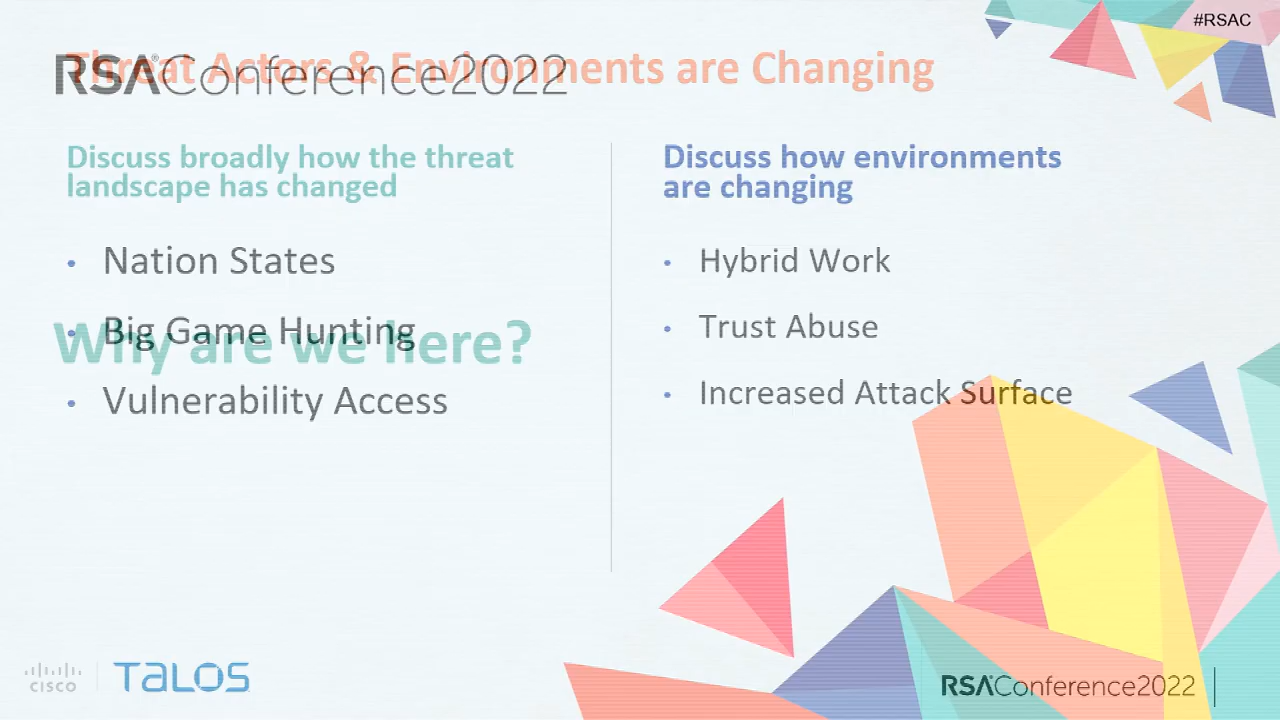 #RSAC
Threat Actors & Environments are Changing
RSAConference2022
Discuss broadly how the threat
landscape has changed
• Nation States
• Big Game Hunting
• Vulnerability Access
Why are we here?
Discuss how environments
are changing
• Hybrid Work
• Trust Abuse
• Increased Attack Surface
CISCO
TALOS
RSAConference2022